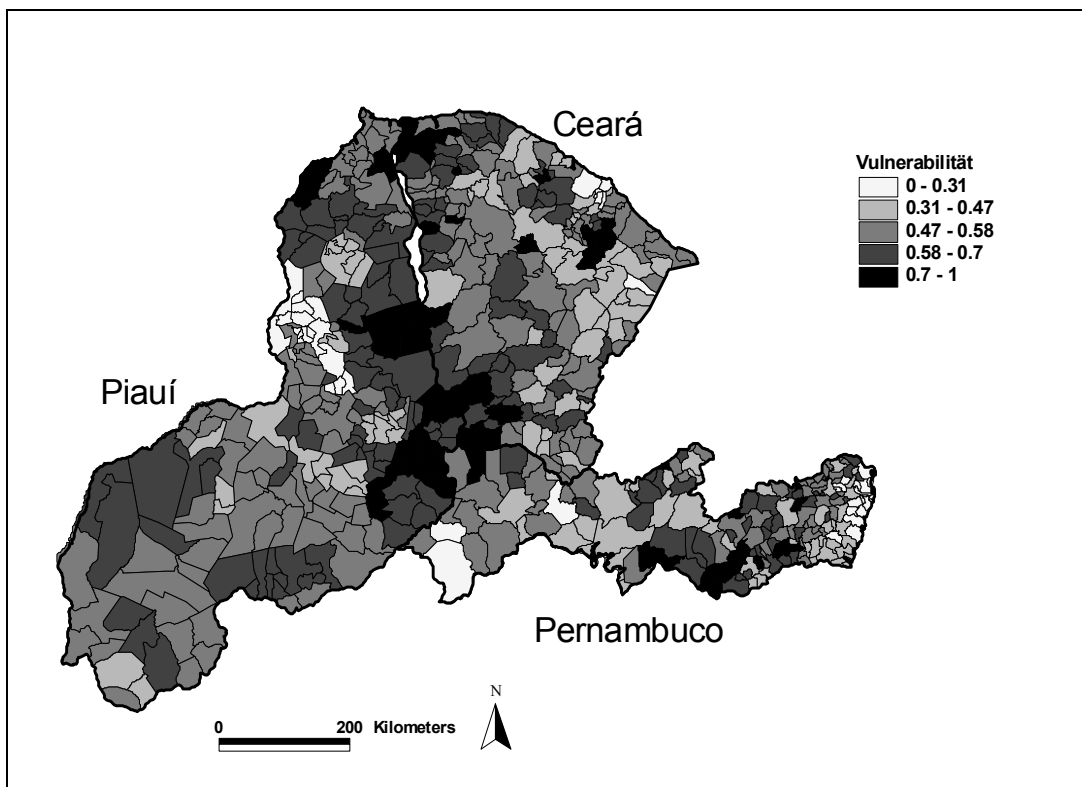 Ceará
Vulnerabilität
0 - 0.31
0.31 - 0.47
0.47 - 0.58
0.58 - 0.7
0.7 - 1
Piauí
Pernambuco
N
0 200 Kilometers